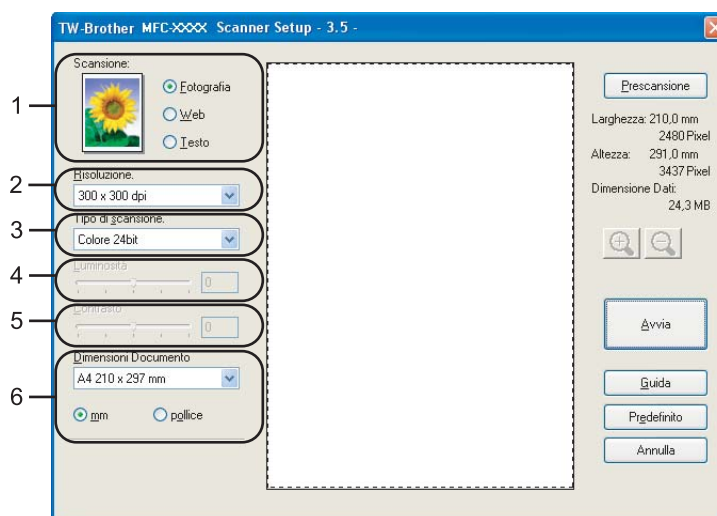 TW-Brother MFC-XXXX Scanner Setup - 3.5 -
1
Scansione:
Fotografia
Web
Testo
2
Risoluzione.
300 x 300 dpi
3
Tipo di scansione.
Colore 24bit
4
Luminosità
0
5
Contrasto
0
6
Dimensioni Documento
A4 210 x 297 mm
mm
pollice
Prescansione
Larghezza: 210,0 mm
2480 Pixel
Altezza: 291,0 mm
3437 Pixel
Dimensione Dati:
24,3 MB
Avvia
Guida
Predefinito
Annulla